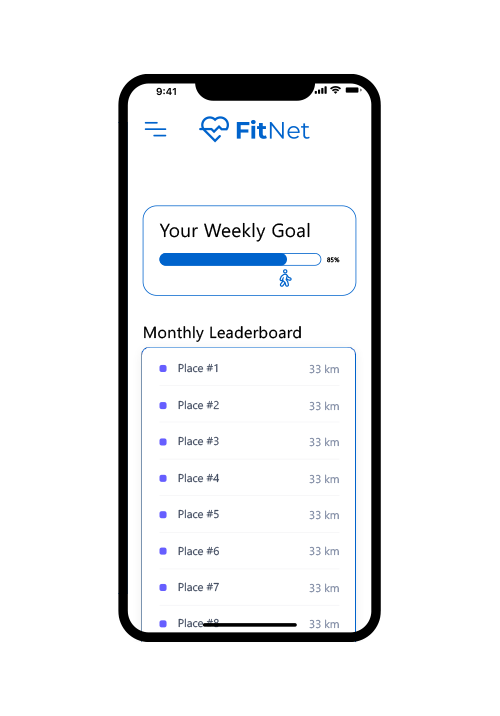 9:41
FitNet
Your Weekly Goal
85%
Monthly Leaderboard
Place #1 33 km
Place #2 33 km
Place #3 33 km
Place #4 33 km
Place #5 33 km
Place #6 33 km
Place #7 33 km
Place #8 33 km